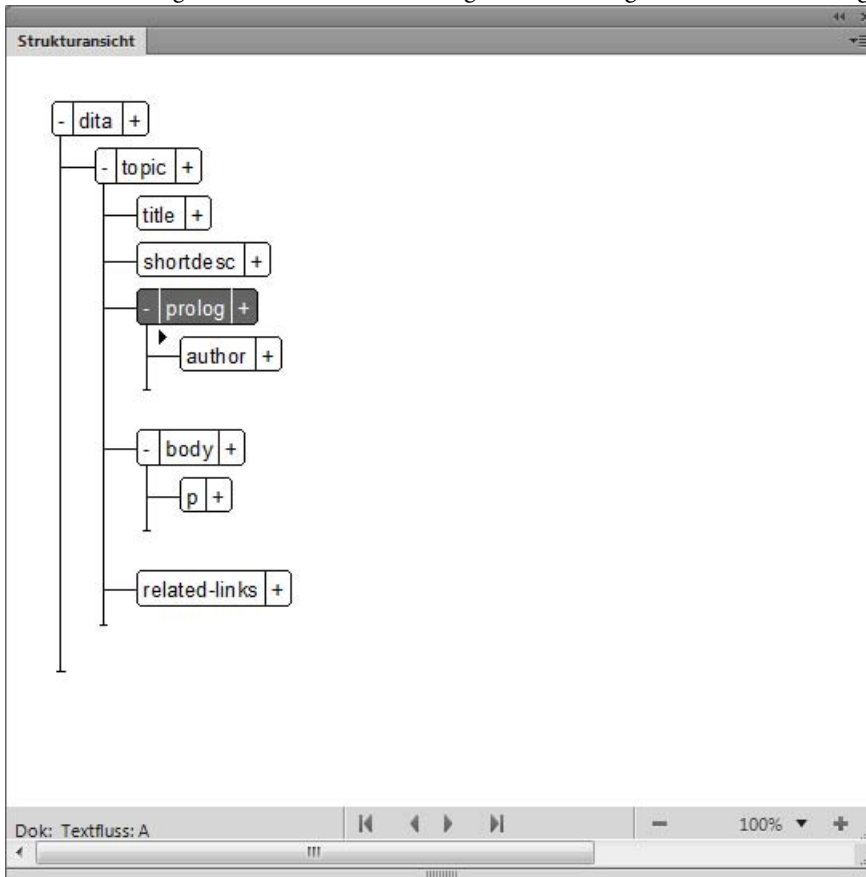 Strukturansicht
- dita +
- topic +
title +
shortdesc +
- prolog +
author +
- body +
p +
related-links +
Dok: Textfluss: A
100%